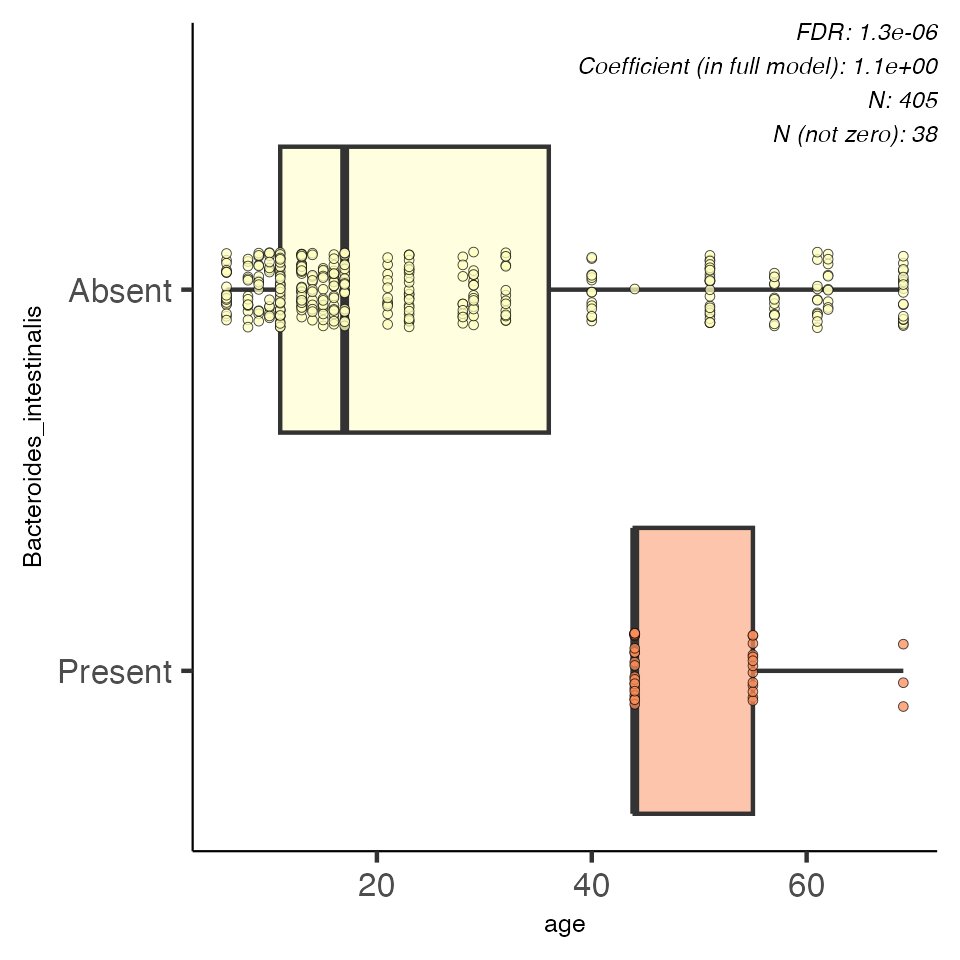 FDR: 1.3e-06
Coefficient (in full model): 1.1e+00
N: 405
N (not zero): 38
Bacteroides_intestinalis
Absent
Present
20 40 60
age